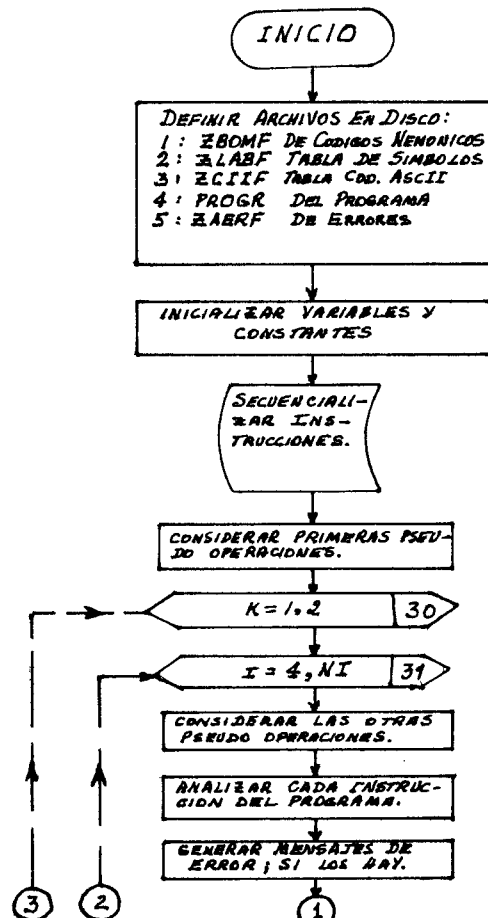 INICIO
DEFINIR ARCHIVOS EN DISCO:
1: ZBOMF DE CODIGOS NEMONICOS
2: ZLABF TABLA DE SIMBOLOS
3: ZCIIF TABLA COD. ASCII
4: PROGR DEL PROGRAMA
5: ZAERF DE ERRORES
INICIALIZAR VARIABLES Y
CONSTANTES
SECUENCIALI-
ZAR INS-
TRUCCIONES.
CONSIDERAR PRIMERAS PSEU-
DO OPERACIONES.
K=1,2 30
I=4,NI 31
CONSIDERAR LAS OTRAS
PSEUDO OPERACIONES.
ANALIZAR CADA INSTRUC-
CION DEL PROGRAMA.
GENERAR MENSAJES DE
ERROR; SI LOS HAY.
3 2 1